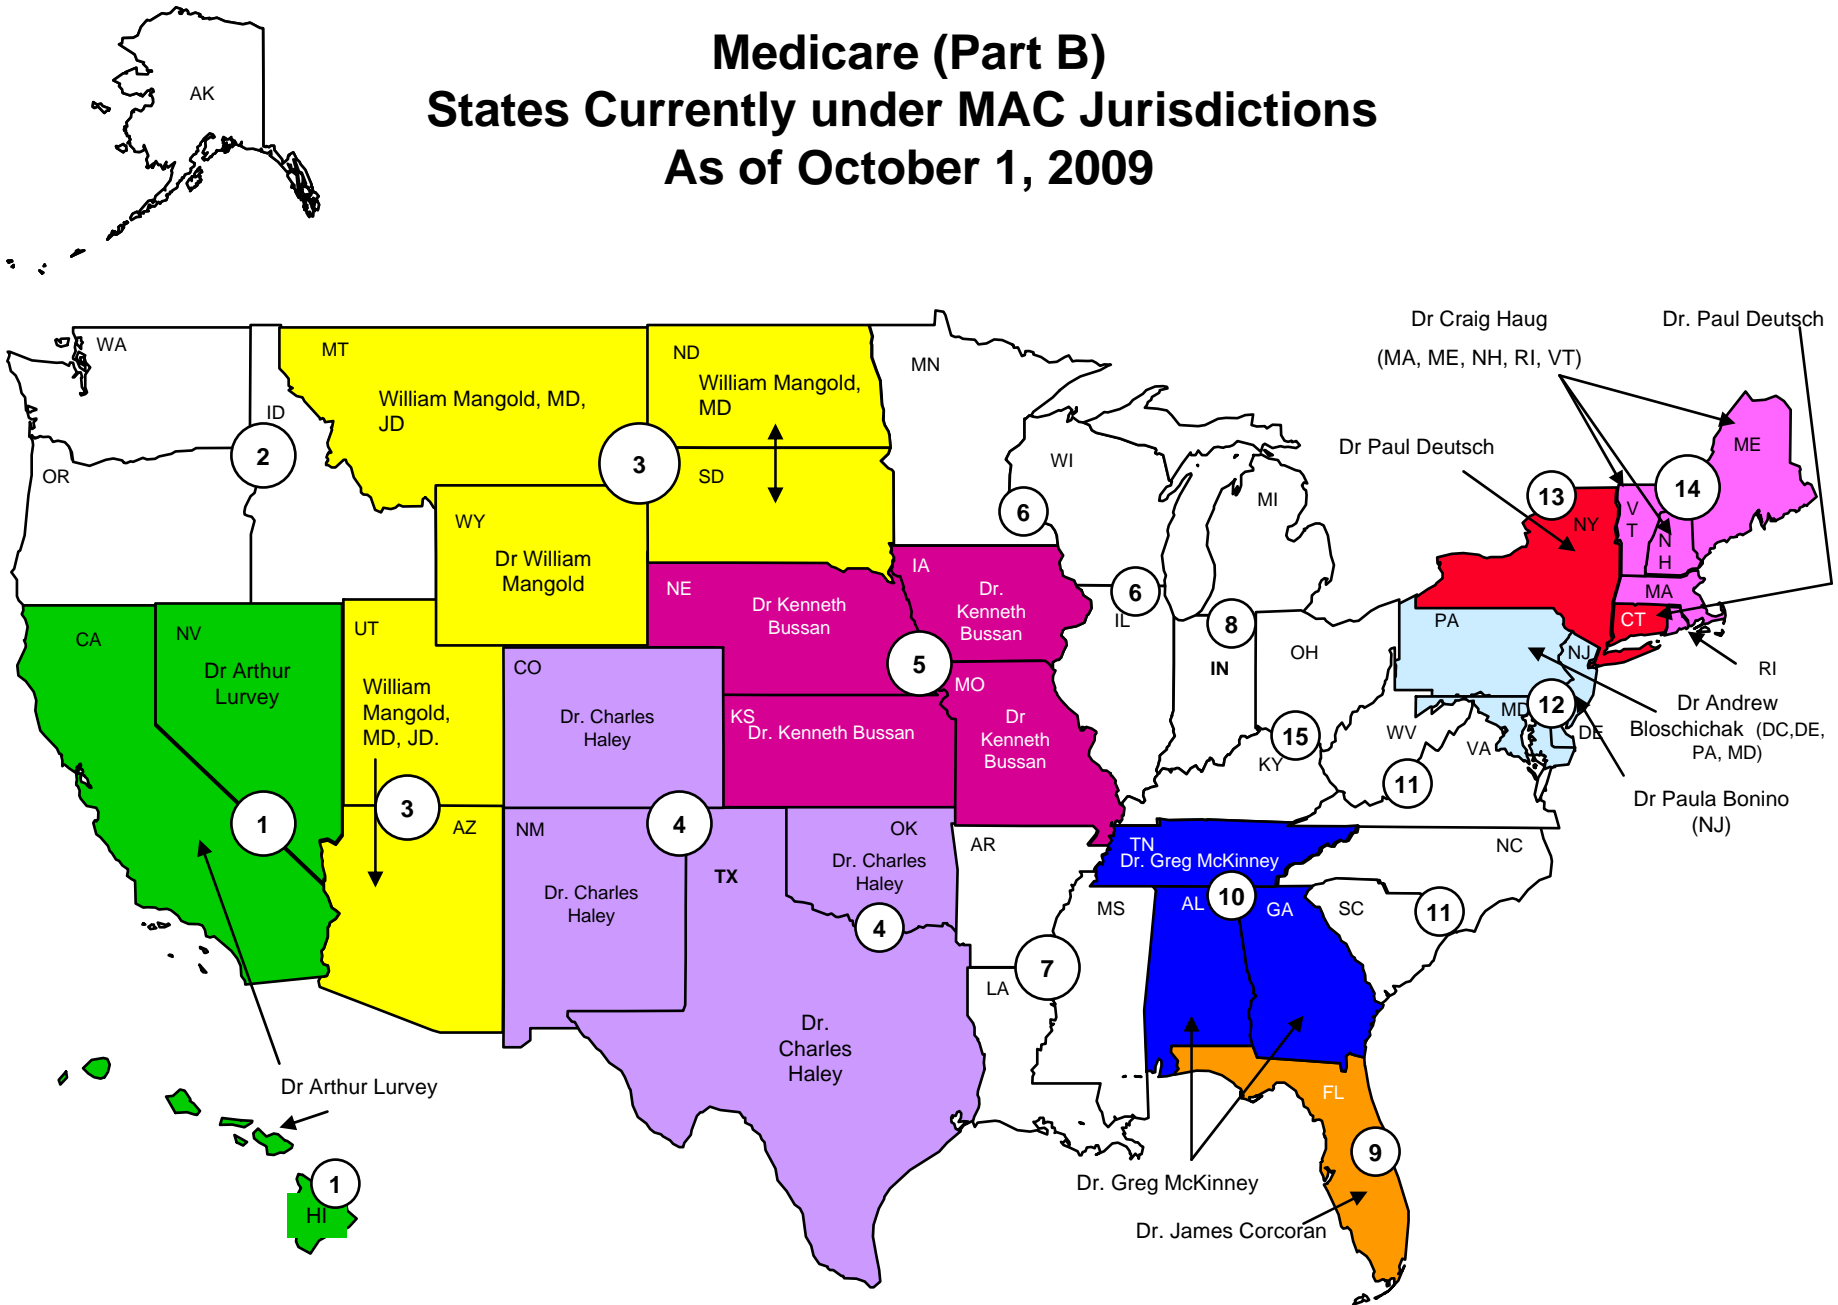 Medicare (Part B)
States Currently under MAC Jurisdictions
As of October 1, 2009
AK
WA
MT
William Mangold, MD,
JD
ND
William Mangold,
MD
MN
Dr Craig Haug
(MA, ME, NH, RI, VT)
Dr. Paul Deutsch
ID
2
OR
3
SD
WI
6
MI
Dr Paul Deutsch
13
NY
V
T
14
ME
N
H
WY
Dr William
Mangold
MA
CT
RI
CA
NV
Dr Arthur
Lurvey
UT
William
Mangold,
MD, JD.
NE
Dr Kenneth
Bussan
IA
Dr.
Kenneth
Bussan
6
IL
8
IN
OH
PA
NJ
5
CO
Dr. Charles
Haley
KS
Dr. Kenneth Bussan
MO
Dr
Kenneth
Bussan
15
KY
WV
VA
11
MD
12
DE
Dr Andrew
Bloschichak (DC,DE,
PA, MD)
Dr Paula Bonino
(NJ)
1
3
AZ
NM
Dr. Charles
Haley
4
TX
OK
Dr. Charles
Haley
4
AR
TN
Dr. Greg McKinney
NC
MS
AL
10
GA
SC
11
7
LA
Dr.
Charles
Haley
Dr Arthur Lurvey
1
HI
FL
9
Dr. Greg McKinney
Dr. James Corcoran